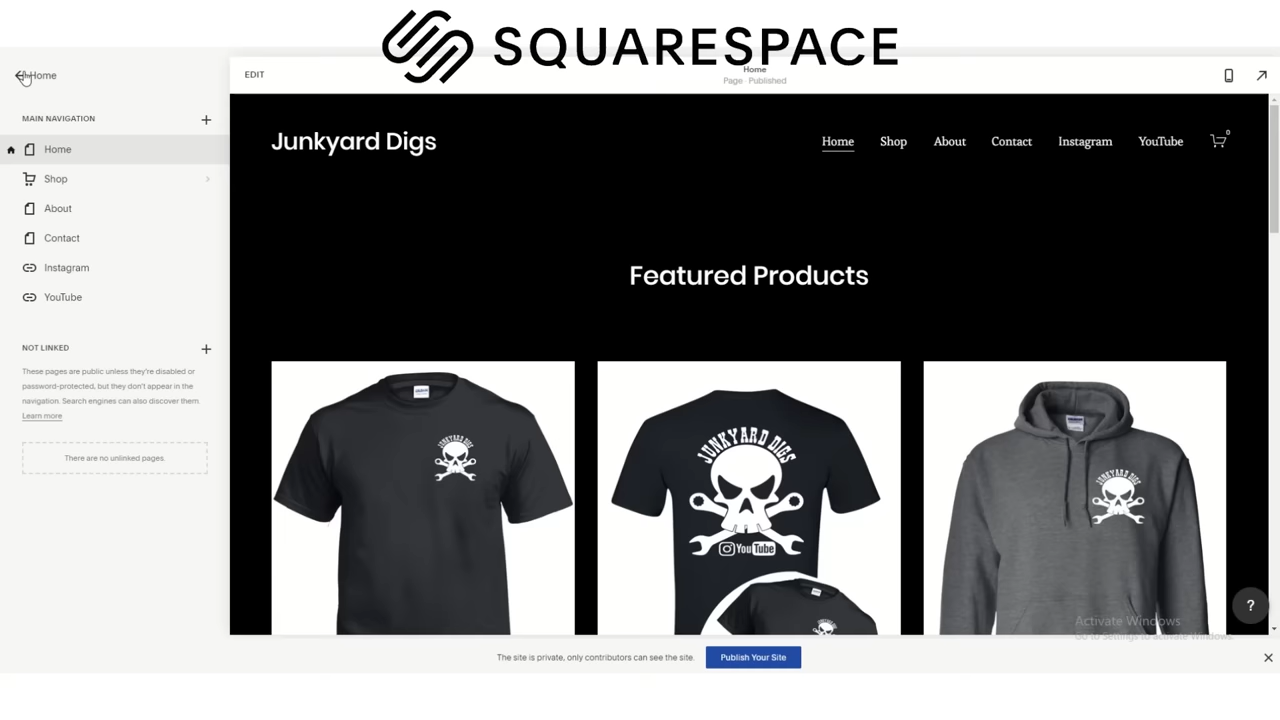 SQUARESPACE
Home
EDIT
Home
Page · Published
MAIN NAVIGATION
Home
Shop
About
Contact
Instagram
YouTube
NOT LINKED
These pages are public unless they're disabled or
password-protected, but they don't appear in the
navigation. Search engines can also discover them.
Learn more
There are no unlinked pages.
Junkyard Digs
Home Shop About Contact Instagram YouTube 0
Featured Products
JUNKYARD DIGS
JUNKYARD DIGS
YouTube
JUNKYARD DIGS
?
Activate Windows
Go to Settings to activate Windows.
The site is private, only contributors can see the site. Publish Your Site